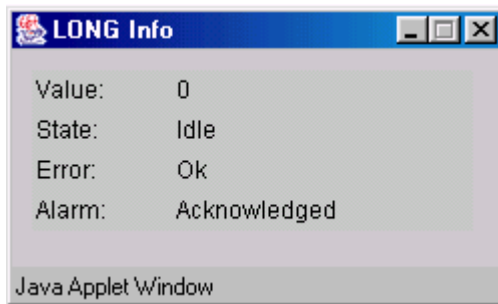 LONG Info
Value: 0
State: Idle
Error: Ok
Alarm: Acknowledged
Java Applet Window